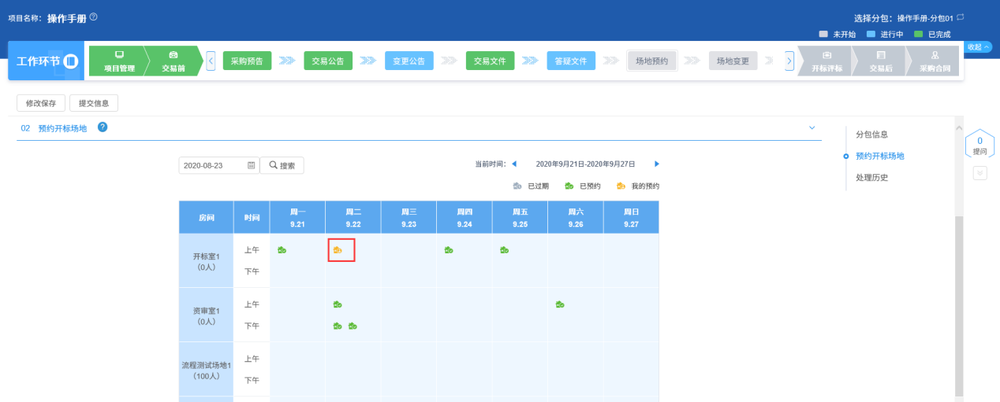 项目名称：操作手册
选择分包：操作手册-分包01
未开始 进行中 已完成
工作环节
项目管理 交易前 采购预告 交易公告 变更公告 交易文件 答疑文件 场地预约 场地变更 开标评标 交易后 采购合同
收起
修改保存 提交信息
02 预约开标场地
分包信息
预约开标场地
处理历史
0
提问
2020-08-23 搜索 当前时间： 2020年9月21日-2020年9月27日
已过期 已预约 我的预约
房间 时间 周一 周二 周三 周四 周五 周六 周日
9.21 9.22 9.23 9.24 9.25 9.26 9.27
开标室1
（0人）
上午
下午
资审室1
（0人）
上午
下午
流程测试场地1
（100人）
上午
下午